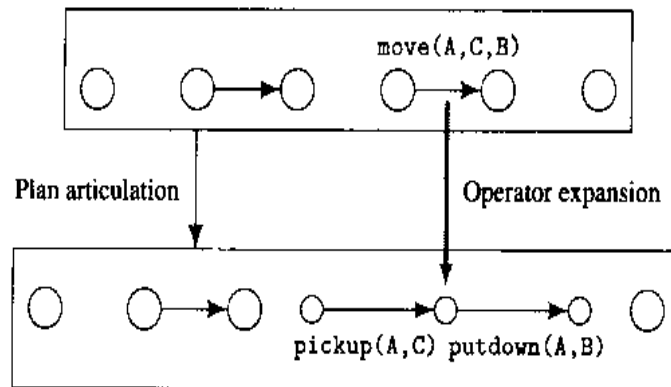 move(A,C,B)
Plan articulation
Operator expansion
pickup(A,C) putdown(A,B)